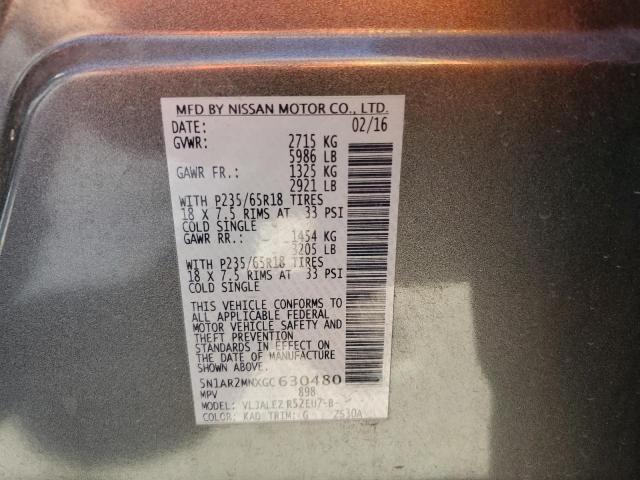 MFD BY NISSAN MOTOR CO., LTD.
DATE: 02/16
GVWR: 2715 KG
5986 LB
GAWR FR.: 1325 KG
2921 LB
WITH P235/65R18 TIRES
18 X 7.5 RIMS AT 33 PSI
COLD SINGLE
GAWR RR.: 1454 KG
3205 LB
WITH P235/65R18 TIRES
18 X 7.5 RIMS AT 33 PSI
COLD SINGLE
THIS VEHICLE CONFORMS TO
ALL APPLICABLE FEDERAL
MOTOR VEHICLE SAFETY AND
THEFT PREVENTION
STANDARDS IN EFFECT ON
THE DATE OF MANUFACTURE
SHOWN ABOVE.
5N1AR2MNXGC630480
MPV 898
MODEL: VLJALEZ R52EU7-B-
COLOR: KAD TRIM: G ZS30A